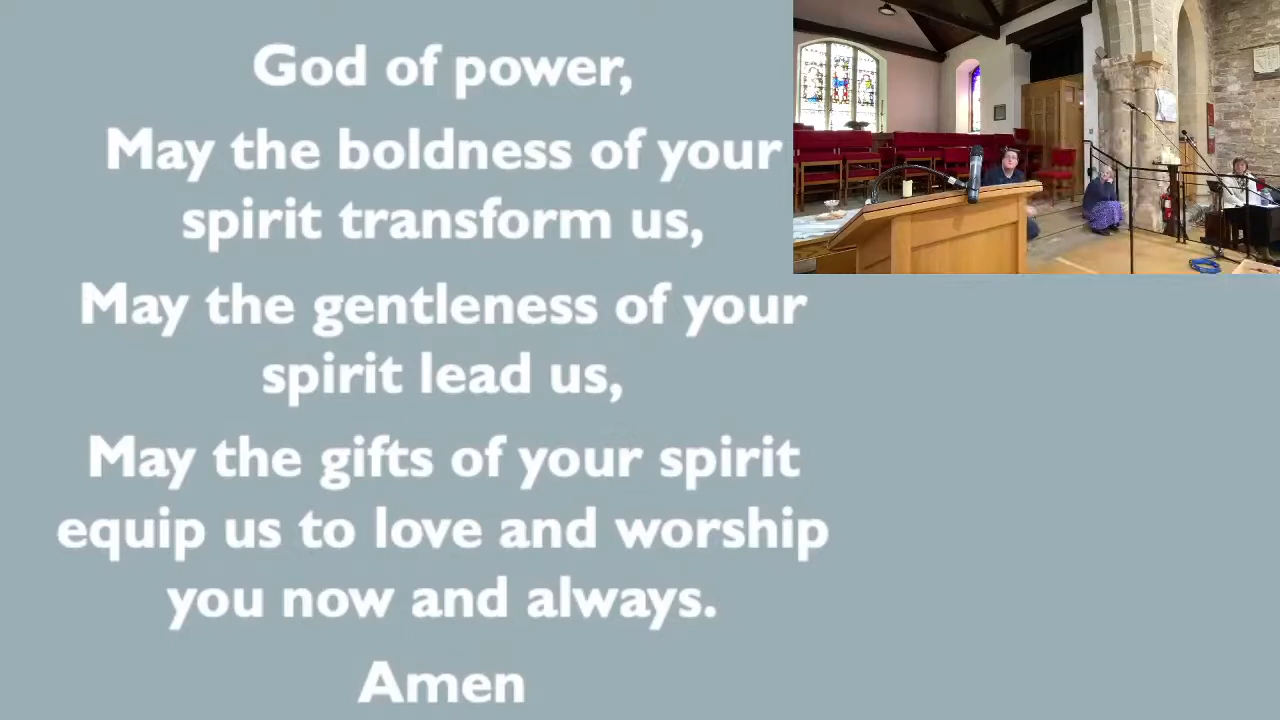 God of power,
May the boldness of your
spirit transform us,
May the gentleness of your
spirit lead us,
May the gifts of your spirit
equip us to love and worship
you now and always.
Amen